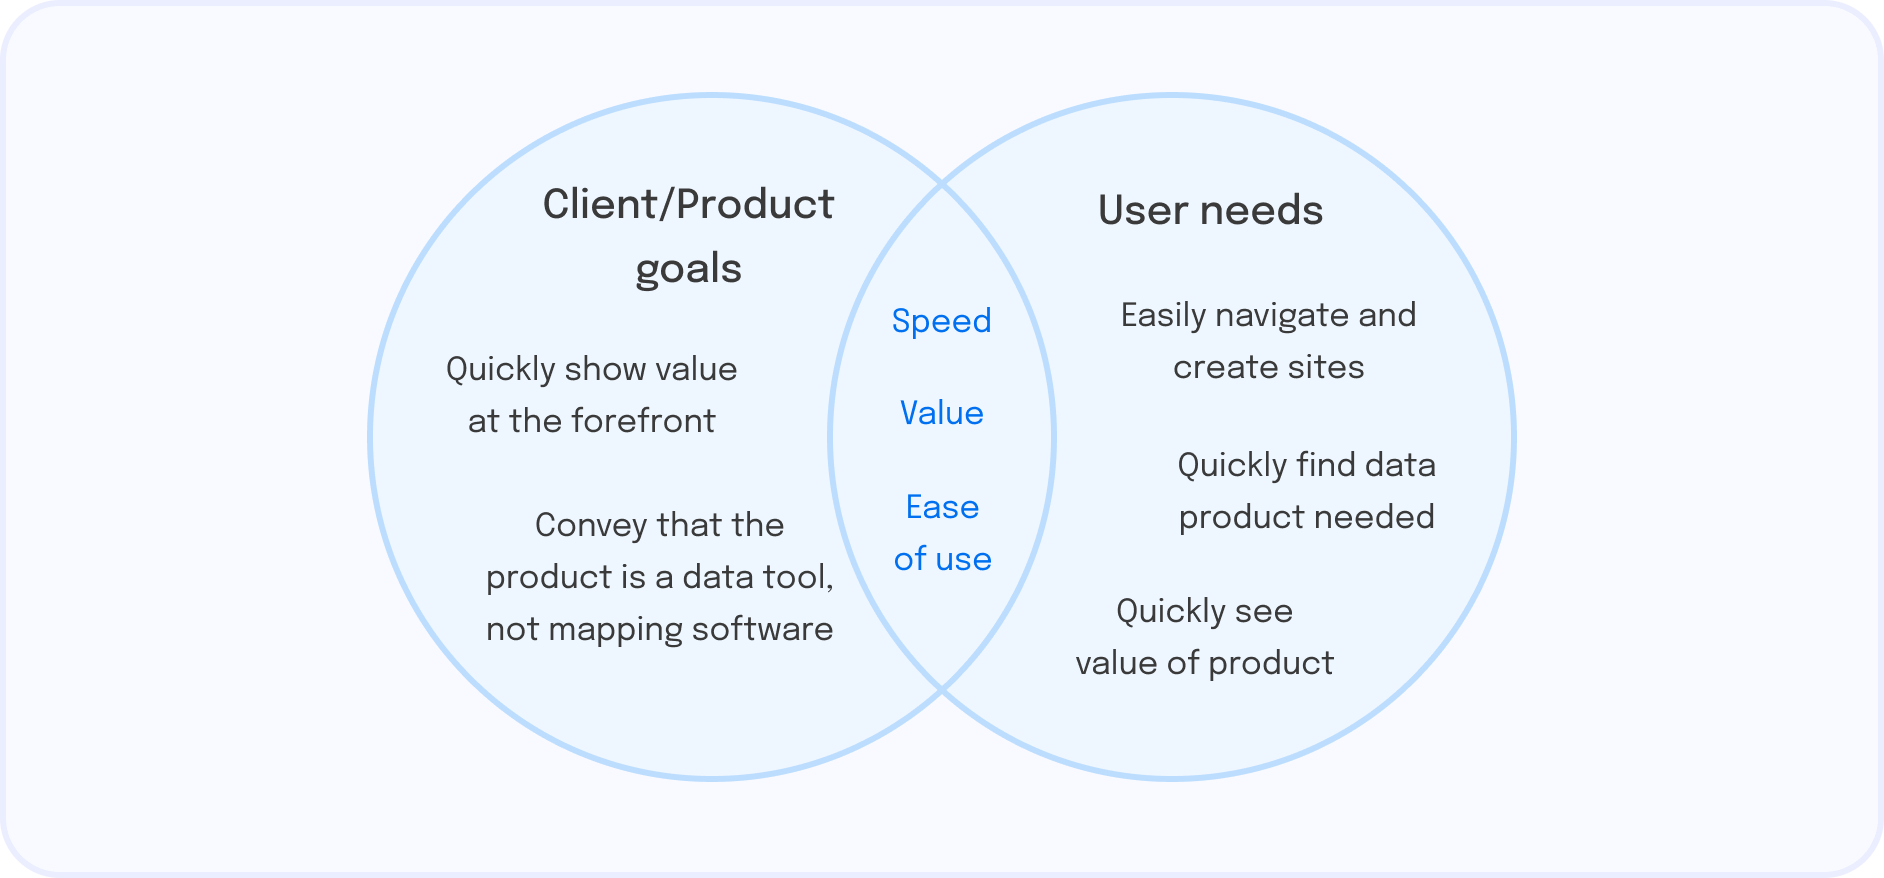 Client/Product
goals
Quickly show value
at the forefront
Convey that the
product is a data tool,
not mapping software
Speed
Value
Ease
of use
User needs
Easily navigate and
create sites
Quickly find data
product needed
Quickly see
value of product